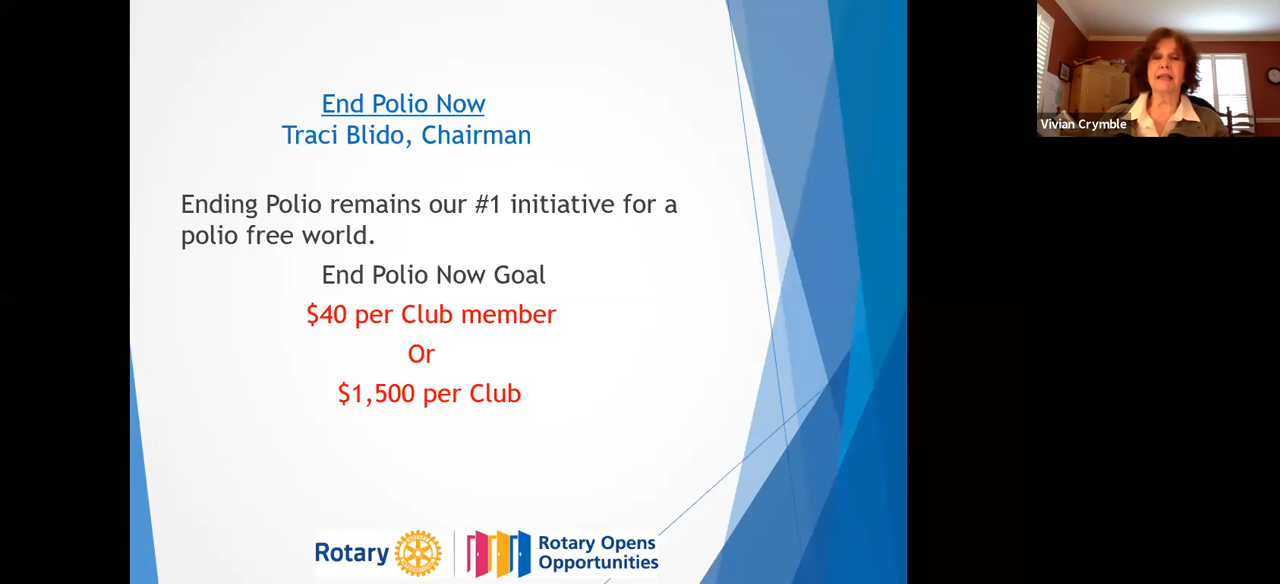 End Polio Now
Traci Blido, Chairman
Ending Polio remains our #1 initiative for a
polio free world.
End Polio Now Goal
$40 per Club member
Or
$1,500 per Club
Rotary
Rotary Opens
Opportunities
Vivian Crymble